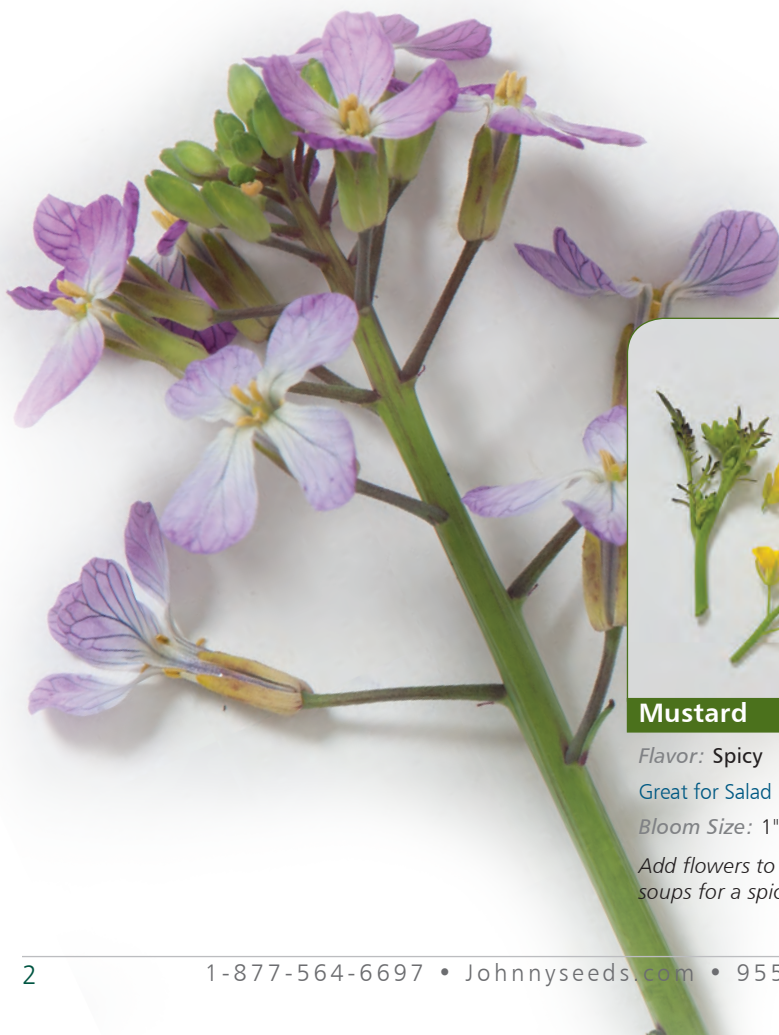 Mustard
Flavor: Spicy
Great for Salad
Bloom Size: 1"
Add flowers to
soups for a spic
2 1-877-564-6697 • Johnnyseeds.com • 955